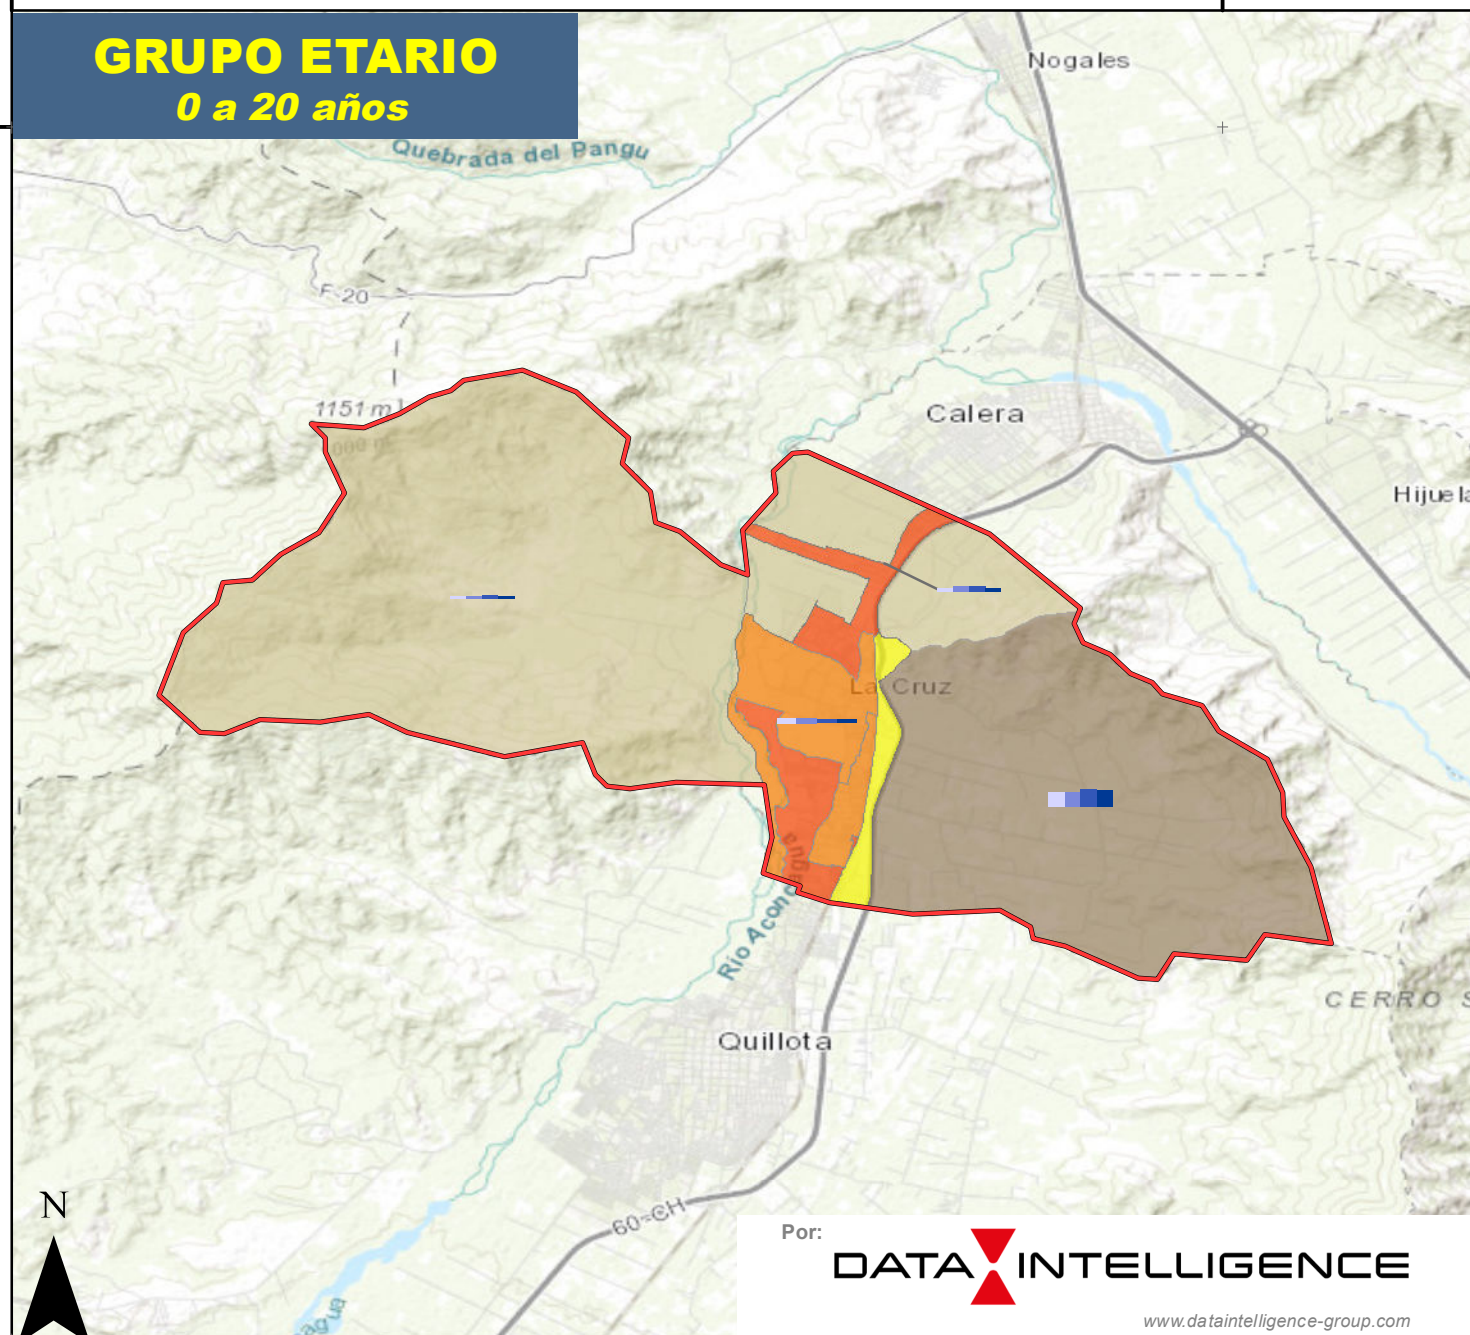 GRUPO ETARIO
0 a 20 años
Nogales
Quebrada del Pangu
F-20
1151 m
Calera
Hijuela
La Cruz
Río Aconcagua
CERRO S
Quillota
60-CH
N
agua
Por:
DATA INTELLIGENCE
www.dataintelligence-group.com